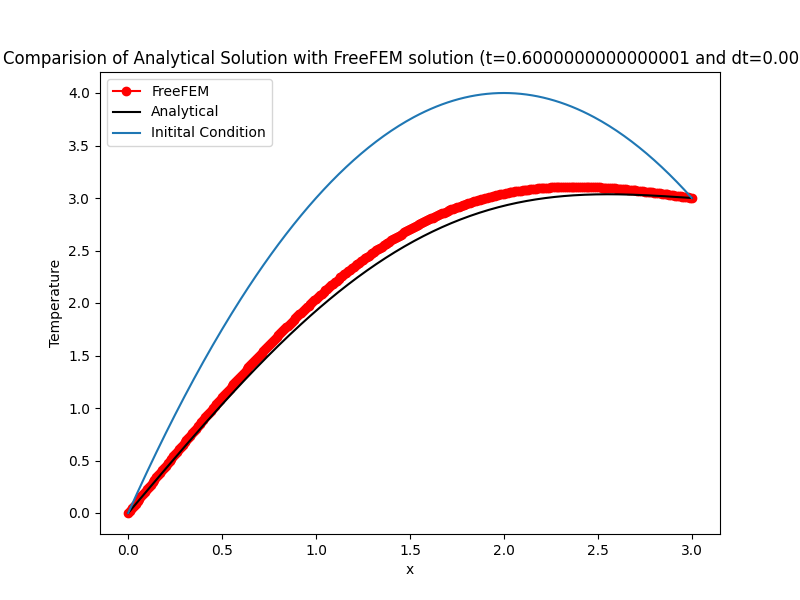 Comparision of Analytical Solution with FreeFEM solution (t=0.6000000000000001 and dt=0.00
FreeFEM
Analytical
Initital Condition
4.0
3.5
3.0
2.5
2.0
1.5
1.0
0.5
0.0
Temperature
0.0 0.5 1.0 1.5 2.0 2.5 3.0
x